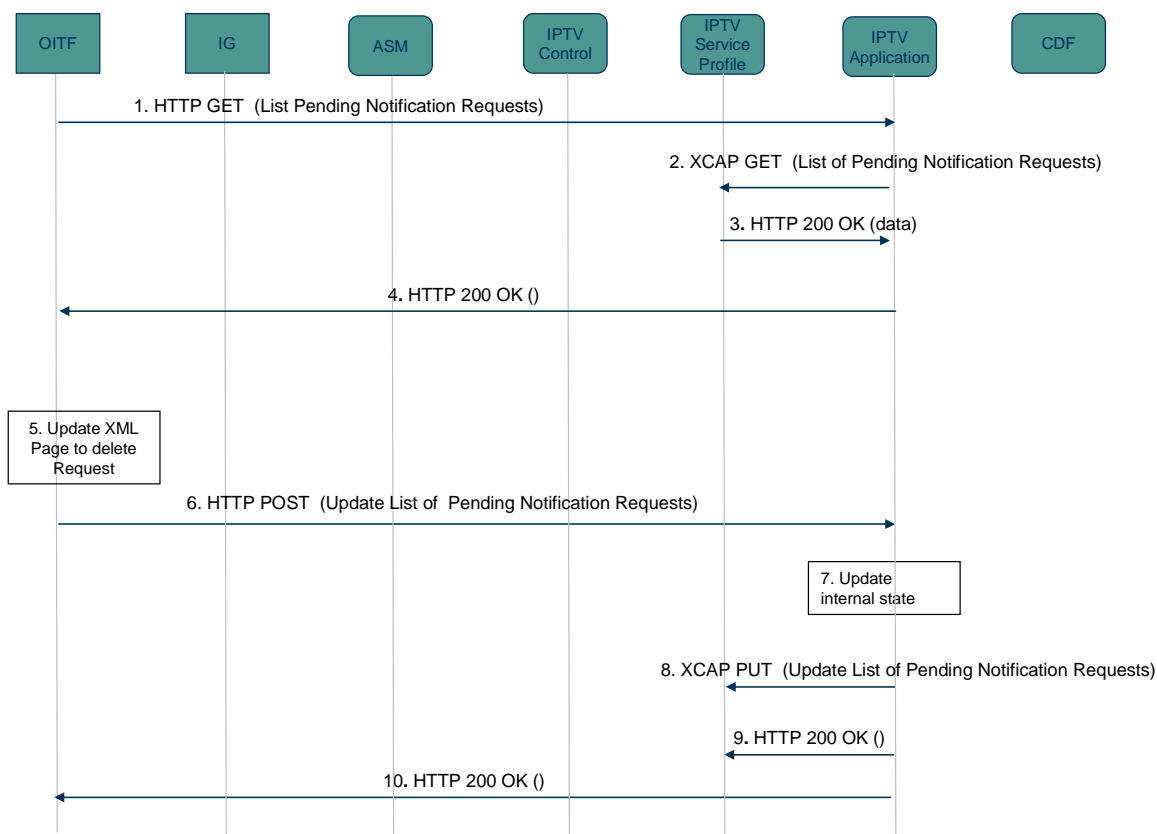 OITF
IG
ASM
IPTV
Control
IPTV
Service
Profile
IPTV
Application
CDF
1. HTTP GET (List Pending Notification Requests)
2. XCAP GET (List of Pending Notification Requests)
3. HTTP 200 OK (data)
4. HTTP 200 OK ()
5. Update XML
Page to delete
Request
6. HTTP POST (Update List of Pending Notification Requests)
7. Update
internal state
8. XCAP PUT (Update List of Pending Notification Requests)
9. HTTP 200 OK ()
10. HTTP 200 OK ()